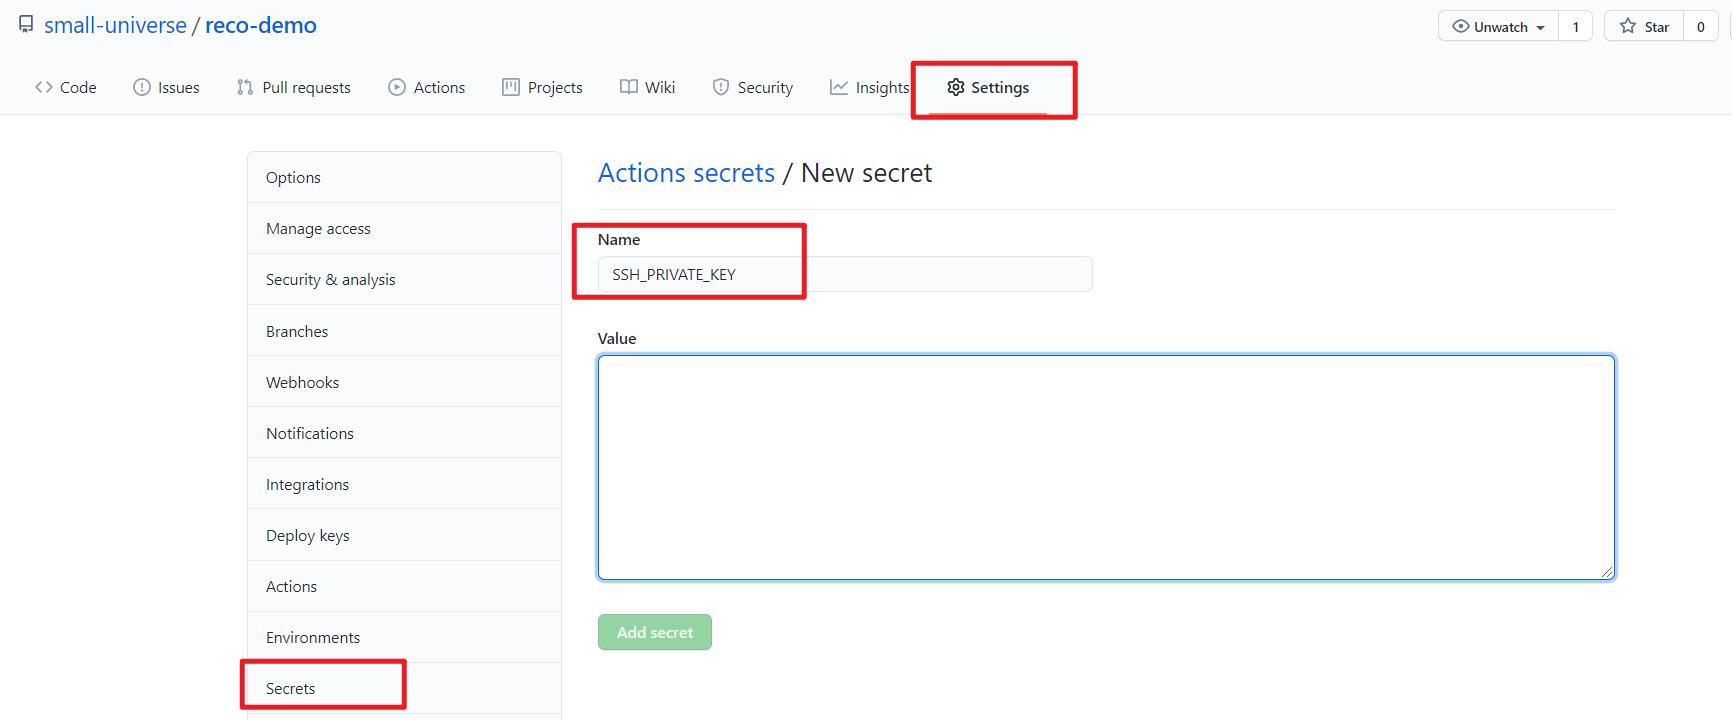 small-universe / reco-demo
Unwatch 1 Star 0
Code Issues Pull requests Actions Projects Wiki Security Insights Settings
Options
Manage access
Security & analysis
Branches
Webhooks
Notifications
Integrations
Deploy keys
Actions
Environments
Secrets
Actions secrets / New secret
Name
SSH_PRIVATE_KEY
Value
Add secret